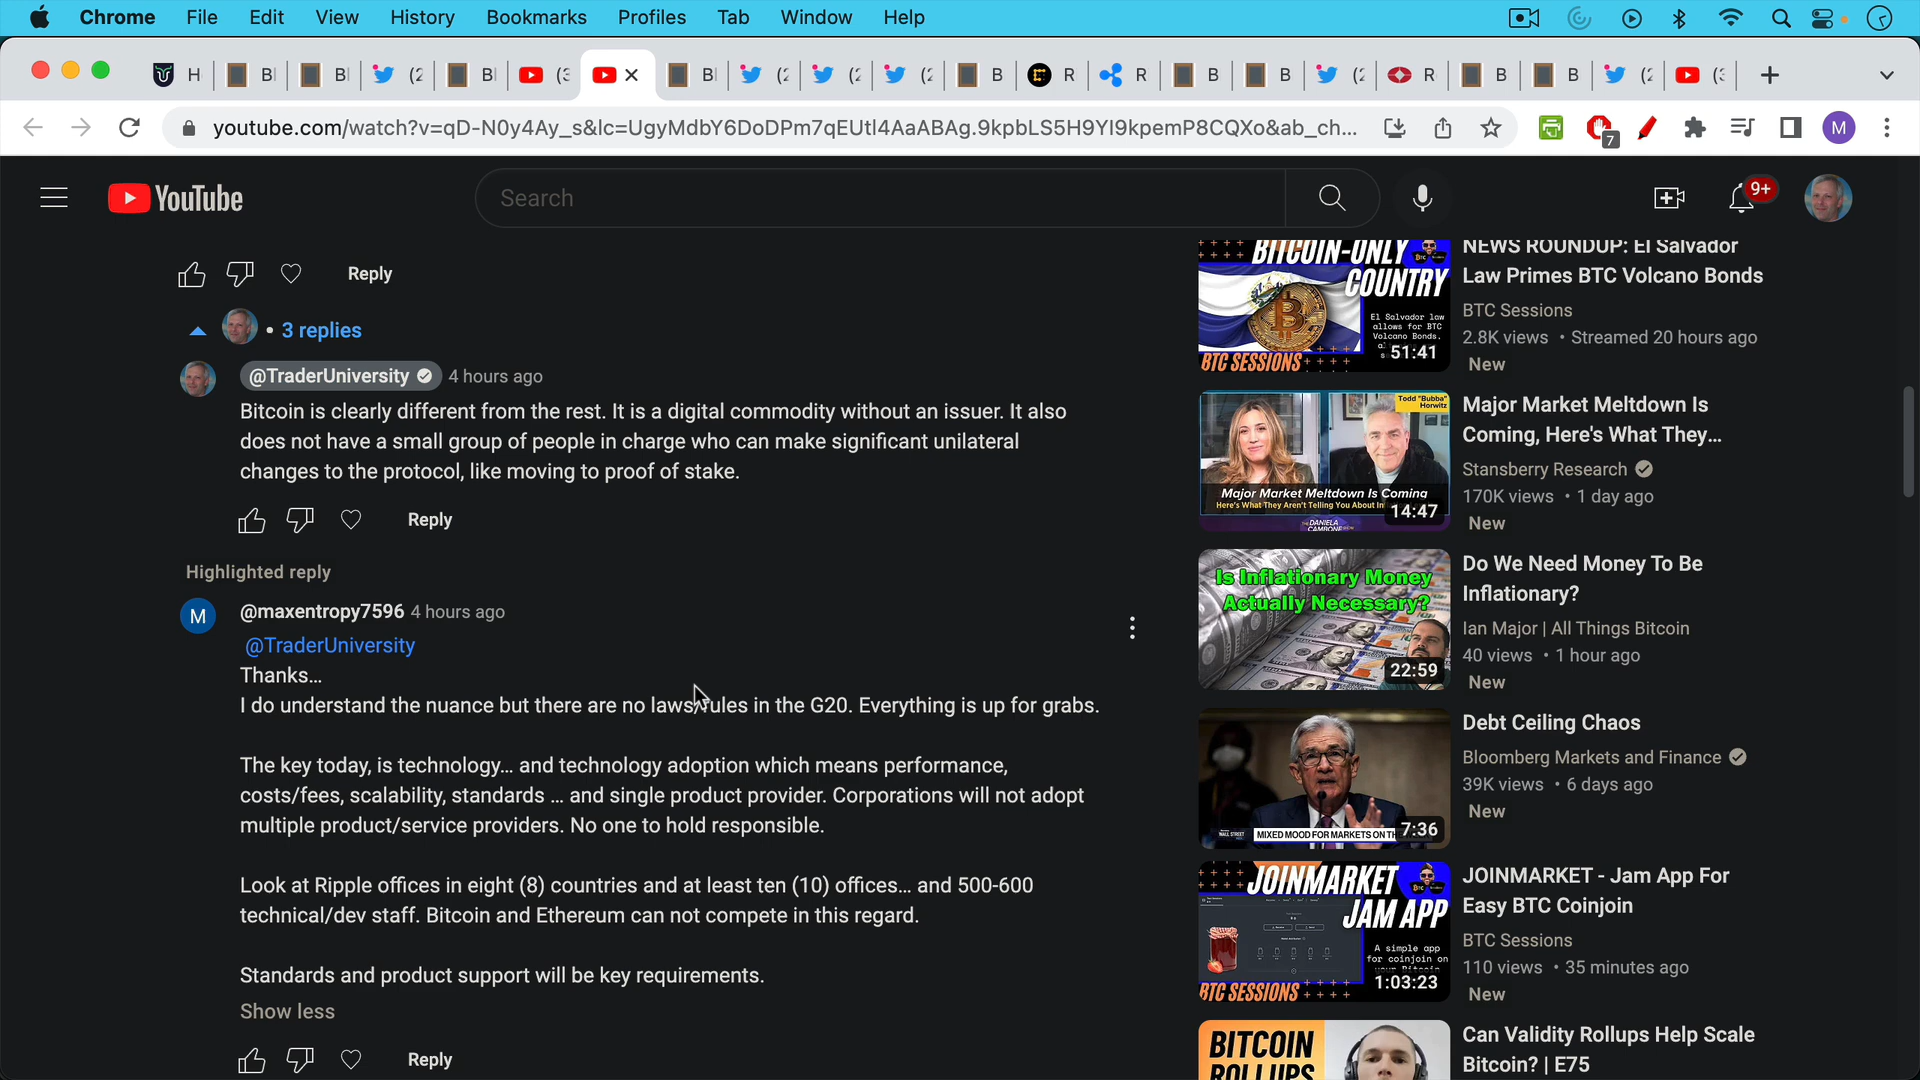 Chrome File Edit View History Bookmarks Profiles Tab Window Help
H B B (2 B (3 B (2 (2 (2 B R R B B (2 R B B (2 (3
youtube.com/watch?v=qD-N0y4Ay_s&lc=UgyMdbY6DoDPm7qEUtl4AaABAg.9kpbLS5H9YI9kpemP8CQXo&ab_ch...
7
M
YouTube
Search
9+
Reply
• 3 replies
@TraderUniversity 4 hours ago
Bitcoin is clearly different from the rest. It is a digital commodity without an issuer. It also
does not have a small group of people in charge who can make significant unilateral
changes to the protocol, like moving to proof of stake.
Reply
Highlighted reply
M
@maxentropy7596 4 hours ago
@TraderUniversity
Thanks...
I do understand the nuance but there are no laws/rules in the G20. Everything is up for grabs.
The key today, is technology... and technology adoption which means performance,
costs/fees, scalability, standards ... and single product provider. Corporations will not adopt
multiple product/service providers. No one to hold responsible.
Look at Ripple offices in eight (8) countries and at least ten (10) offices... and 500-600
technical/dev staff. Bitcoin and Ethereum can not compete in this regard.
Standards and product support will be key requirements.
Show less
Reply
BITCOIN-ONLY
COUNTRY
El Salvador law
allows for BTC
Volcano Bonds,
51:41
BTC SESSIONS
NEWS ROUNDUP: El Salvador
Law Primes BTC Volcano Bonds
BTC Sessions
2.8K views • Streamed 20 hours ago
New
Todd "Bubba"
Horwitz
Major Market Meltdown Is Coming
Here's What They Aren't Telling You About In
14:47
THE DANIELA
CAMBONE SHOW
Major Market Meltdown Is
Coming, Here's What They...
Stansberry Research
170K views • 1 day ago
New
Is Inflationary Money
Actually Necessary?
22:59
Do We Need Money To Be
Inflationary?
Ian Major | All Things Bitcoin
40 views • 1 hour ago
New
WALL STREET
MIXED MOOD FOR MARKETS ON TH
7:36
Debt Ceiling Chaos
Bloomberg Markets and Finance
39K views • 6 days ago
New
JOINMARKET
JAM APP
A simple app
for coinjoin on
your Bitcoin
1:03:23
BTC SESSIONS
JOINMARKET - Jam App For
Easy BTC Coinjoin
BTC Sessions
110 views • 35 minutes ago
New
BITCOIN
ROLLUPS
Can Validity Rollups Help Scale
Bitcoin? | E75